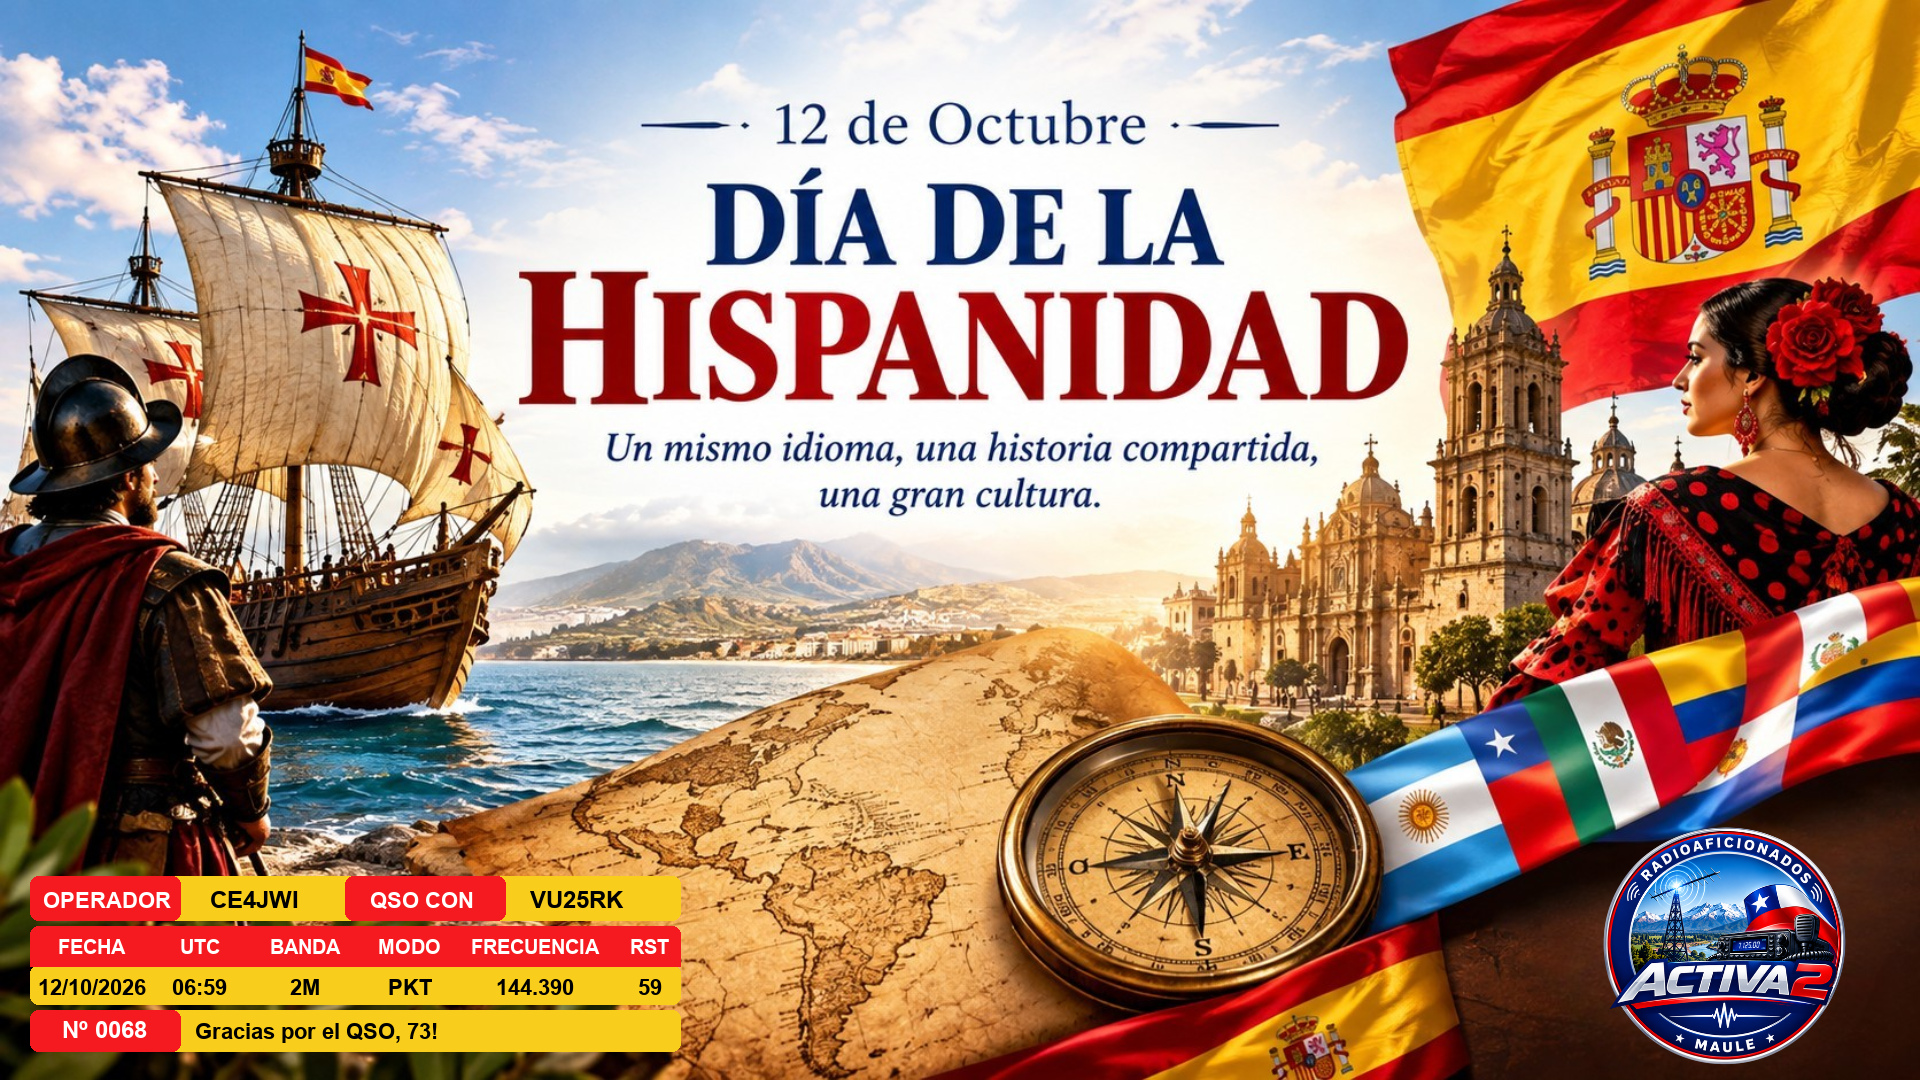 12 de Octubre
DÍA DE LA
HISPANIDAD
Un mismo idioma, una historia compartida,
una gran cultura.
N
E
S
O
OPERADOR CE4JWI QSO CON VU25RK
FECHA UTC BANDA MODO FRECUENCIA RST
12/10/2026 06:59 2M PKT 144.390 59
Nº 0068 Gracias por el QSO, 73!
RADIOAFICIONADOS
7125.00
ACTIVA2
MAULE